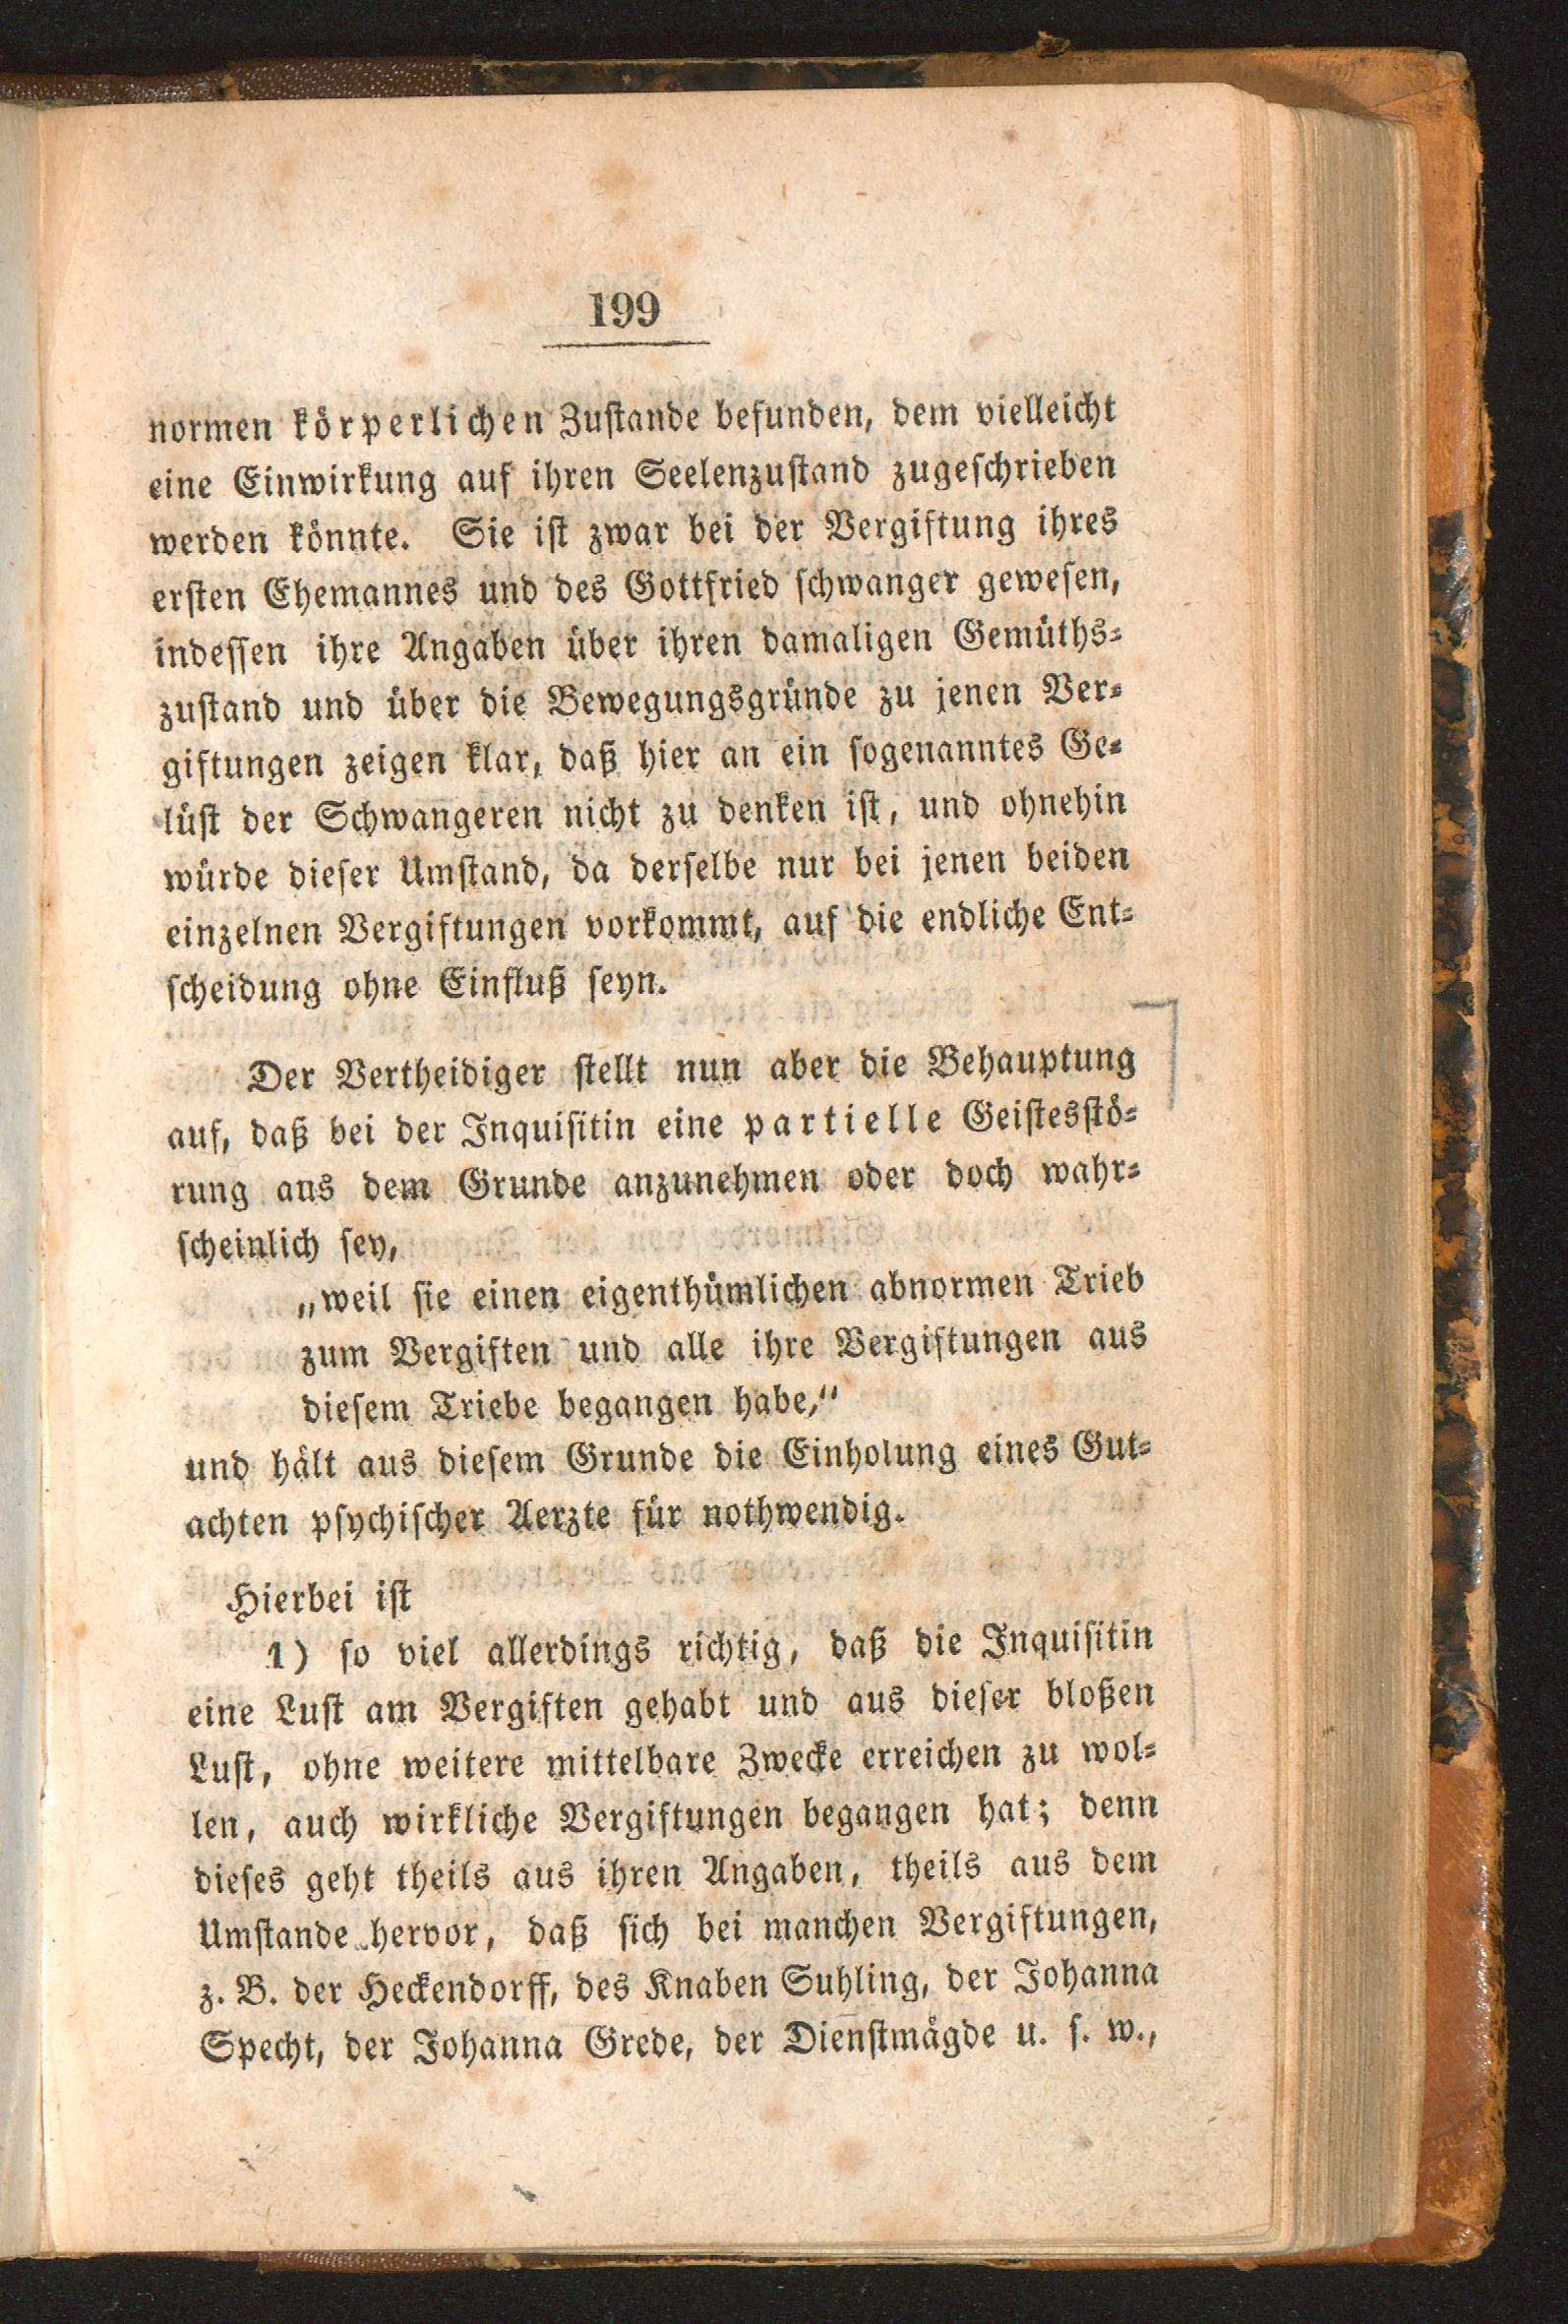 199
normen körperlichen Zustande befunden, dem vielleicht
eine Einwirkung auf ihren Seelenzustand zugeschrieben
werden könnte. Sie ist zwar bei der Vergiftung ihres
ersten Ehemannes und des Gottfried schwanger gewesen,
indessen ihre Angaben über ihren damaligen Gemüths-
zustand und über die Bewegungsgründe zu jenen Ver-
giftungen zeigen klar, daß hier an ein sogenanntes Ge-
lüst der Schwangeren nicht zu denken ist, und ohnehin
würde dieser Umstand, da derselbe nur bei jenen beiden
einzelnen Vergiftungen vorkommt, auf die endliche Ent-
scheidung ohne Einfluß seyn.
Der Vertheidiger stellt nun aber die Behauptung
auf, daß bei der Inquisitin eine partielle Geistesstö-
rung aus dem Grunde anzunehmen oder doch wahr-
scheinlich sey,
„weil sie einen eigenthümlichen abnormen Trieb
zum Vergiften und alle ihre Vergiftungen aus
diesem Triebe begangen habe,“
und hält aus diesem Grunde die Einholung eines Gut-
achten psychischer Aerzte für nothwendig.
Hierbei ist
1) so viel allerdings richtig, daß die Inquisitin
eine Lust am Vergiften gehabt und aus dieser bloßen
Lust, ohne weitere mittelbare Zwecke erreichen zu wol-
len, auch wirkliche Vergiftungen begangen hat; denn
dieses geht theils aus ihren Angaben, theils aus dem
Umstande hervor, daß sich bei manchen Vergiftungen,
z. B. der Heckendorff, des Knaben Suhling, der Johanna
Specht, der Johanna Grede, der Dienstmägde u. s. w.,